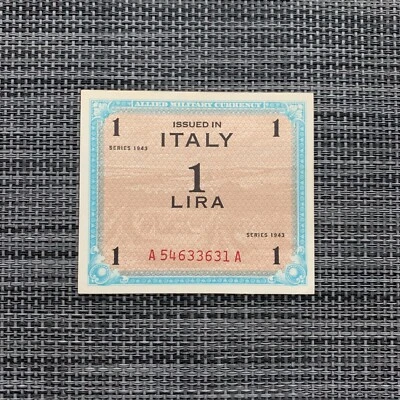 ALLIED MILITARY CURRENCY
1 ISSUED IN 1
ITALY
SERIES 1943
1
LIRA
SERIES 1943
1 A 54633631 A 1